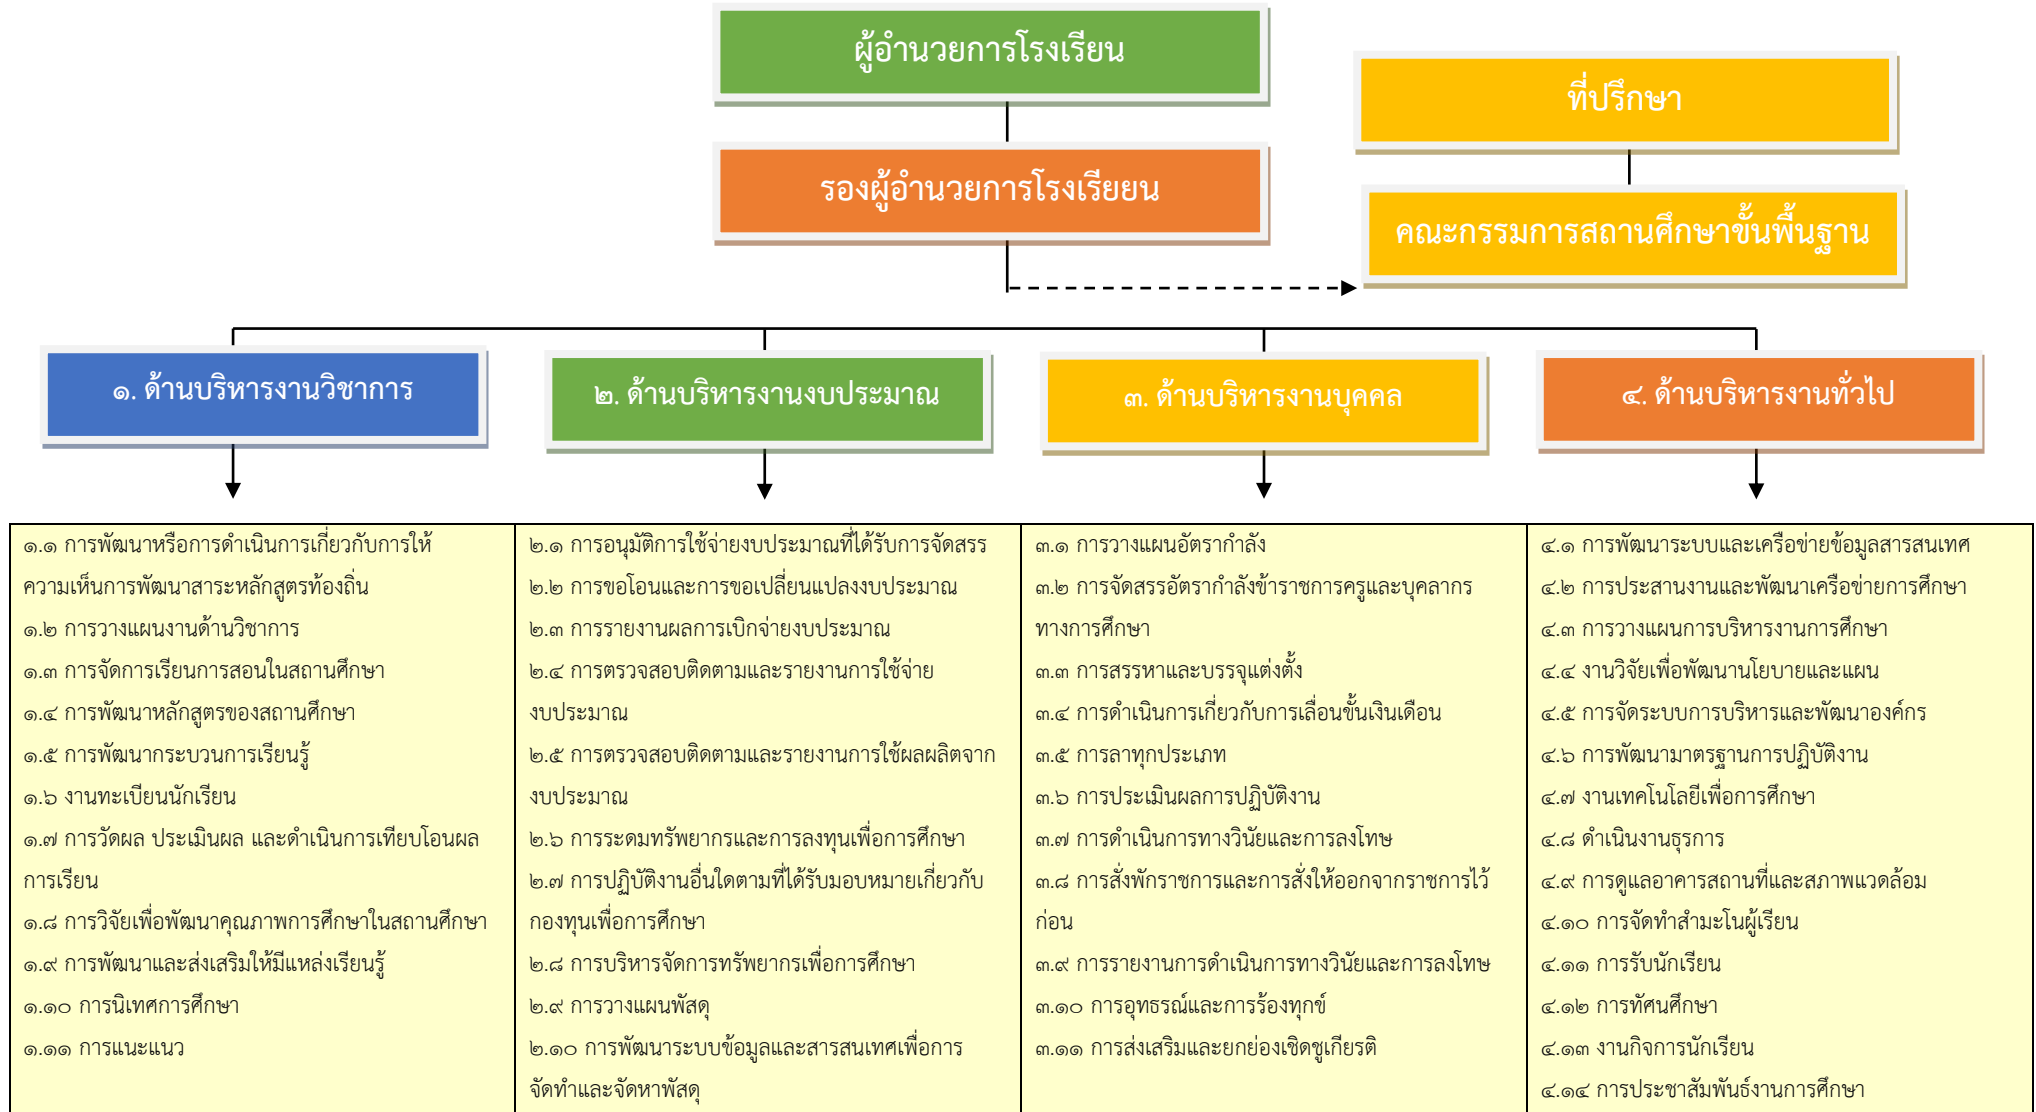 ผู้อำนวยการโรงเรียน
ที่ปรึกษา
รองผู้อำนวยการโรงเรียยน
คณะกรรมการสถานศึกษาขั้นพื้นฐาน
๑. ด้านบริหารงานวิชาการ
๒. ด้านบริหารงานงบประมาณ
๓. ด้านบริหารงานบุคคล
๔. ด้านบริหารงานทั่วไป
๑.๑ การพัฒนาหรือการดำเนินการเกี่ยวกับการให้
ความเห็นการพัฒนาสาระหลักสูตรท้องถิ่น
๑.๒ การวางแผนงานด้านวิชาการ
๑.๓ การจัดการเรียนการสอนในสถานศึกษา
๑.๔ การพัฒนาหลักสูตรของสถานศึกษา
๑.๕ การพัฒนากระบวนการเรียนรู้
๑.๖ งานทะเบียนนักเรียน
๑.๗ การวัดผล ประเมินผล และดำเนินการเทียบโอนผล
การเรียน
๑.๘ การวิจัยเพื่อพัฒนาคุณภาพการศึกษาในสถานศึกษา
๑.๙ การพัฒนาและส่งเสริมให้มีแหล่งเรียนรู้
๑.๑๐ การนิเทศการศึกษา
๑.๑๑ การแนะแนว
๒.๑ การอนุมัติการใช้จ่ายงบประมาณที่ได้รับการจัดสรร
๒.๒ การขอโอนและการขอเปลี่ยนแปลงงบประมาณ
๒.๓ การรายงานผลการเบิกจ่ายงบประมาณ
๒.๔ การตรวจสอบติดตามและรายงานการใช้จ่าย
งบประมาณ
๒.๕ การตรวจสอบติดตามและรายงานการใช้ผลผลิตจาก
งบประมาณ
๒.๖ การระดมทรัพยากรและการลงทุนเพื่อการศึกษา
๒.๗ การปฏิบัติงานอื่นใดตามที่ได้รับมอบหมายเกี่ยวกับ
กองทุนเพื่อการศึกษา
๒.๘ การบริหารจัดการทรัพยากรเพื่อการศึกษา
๒.๙ การวางแผนพัสดุ
๒.๑๐ การพัฒนาระบบข้อมูลและสารสนเทศเพื่อการ
จัดทำและจัดหาพัสดุ
๓.๑ การวางแผนอัตรากำลัง
๓.๒ การจัดสรรอัตรากำลังข้าราชการครูและบุคลากร
ทางการศึกษา
๓.๓ การสรรหาและบรรจุแต่งตั้ง
๓.๔ การดำเนินการเกี่ยวกับการเลื่อนขั้นเงินเดือน
๓.๕ การลาทุกประเภท
๓.๖ การประเมินผลการปฏิบัติงาน
๓.๗ การดำเนินการทางวินัยและการลงโทษ
๓.๘ การสั่งพักราชการและการสั่งให้ออกจากราชการไว้
ก่อน
๓.๙ การรายงานการดำเนินการทางวินัยและการลงโทษ
๓.๑๐ การอุทธรณ์และการร้องทุกข์
๓.๑๑ การส่งเสริมและยกย่องเชิดชูเกียรติ
๔.๑ การพัฒนาระบบและเครือข่ายข้อมูลสารสนเทศ
๔.๒ การประสานงานและพัฒนาเครือข่ายการศึกษา
๔.๓ การวางแผนการบริหารงานการศึกษา
๔.๔ งานวิจัยเพื่อพัฒนานโยบายและแผน
๔.๕ การจัดระบบการบริหารและพัฒนาองค์กร
๔.๖ การพัฒนามาตรฐานการปฏิบัติงาน
๔.๗ งานเทคโนโลยีเพื่อการศึกษา
๔.๘ ดำเนินงานธุรการ
๔.๙ การดูแลอาคารสถานที่และสภาพแวดล้อม
๔.๑๐ การจัดทำสำมะโนผู้เรียน
๔.๑๑ การรับนักเรียน
๔.๑๒ การทัศนศึกษา
๔.๑๓ งานกิจการนักเรียน
๔.๑๔ การประชาสัมพันธ์งานการศึกษา